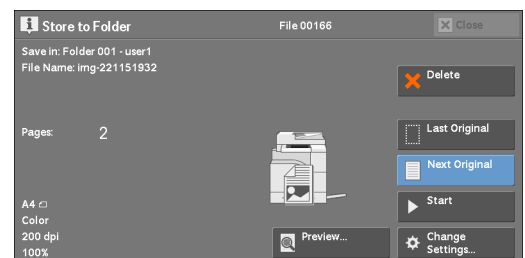 Store to Folder
File 00166
Close
Save in: Folder 001 - user1
File Name: img-221151932
Delete
Pages: 2
Last Original
Next Original
A4
Start
Color
200 dpi
Preview...
Change
Settings...
100%